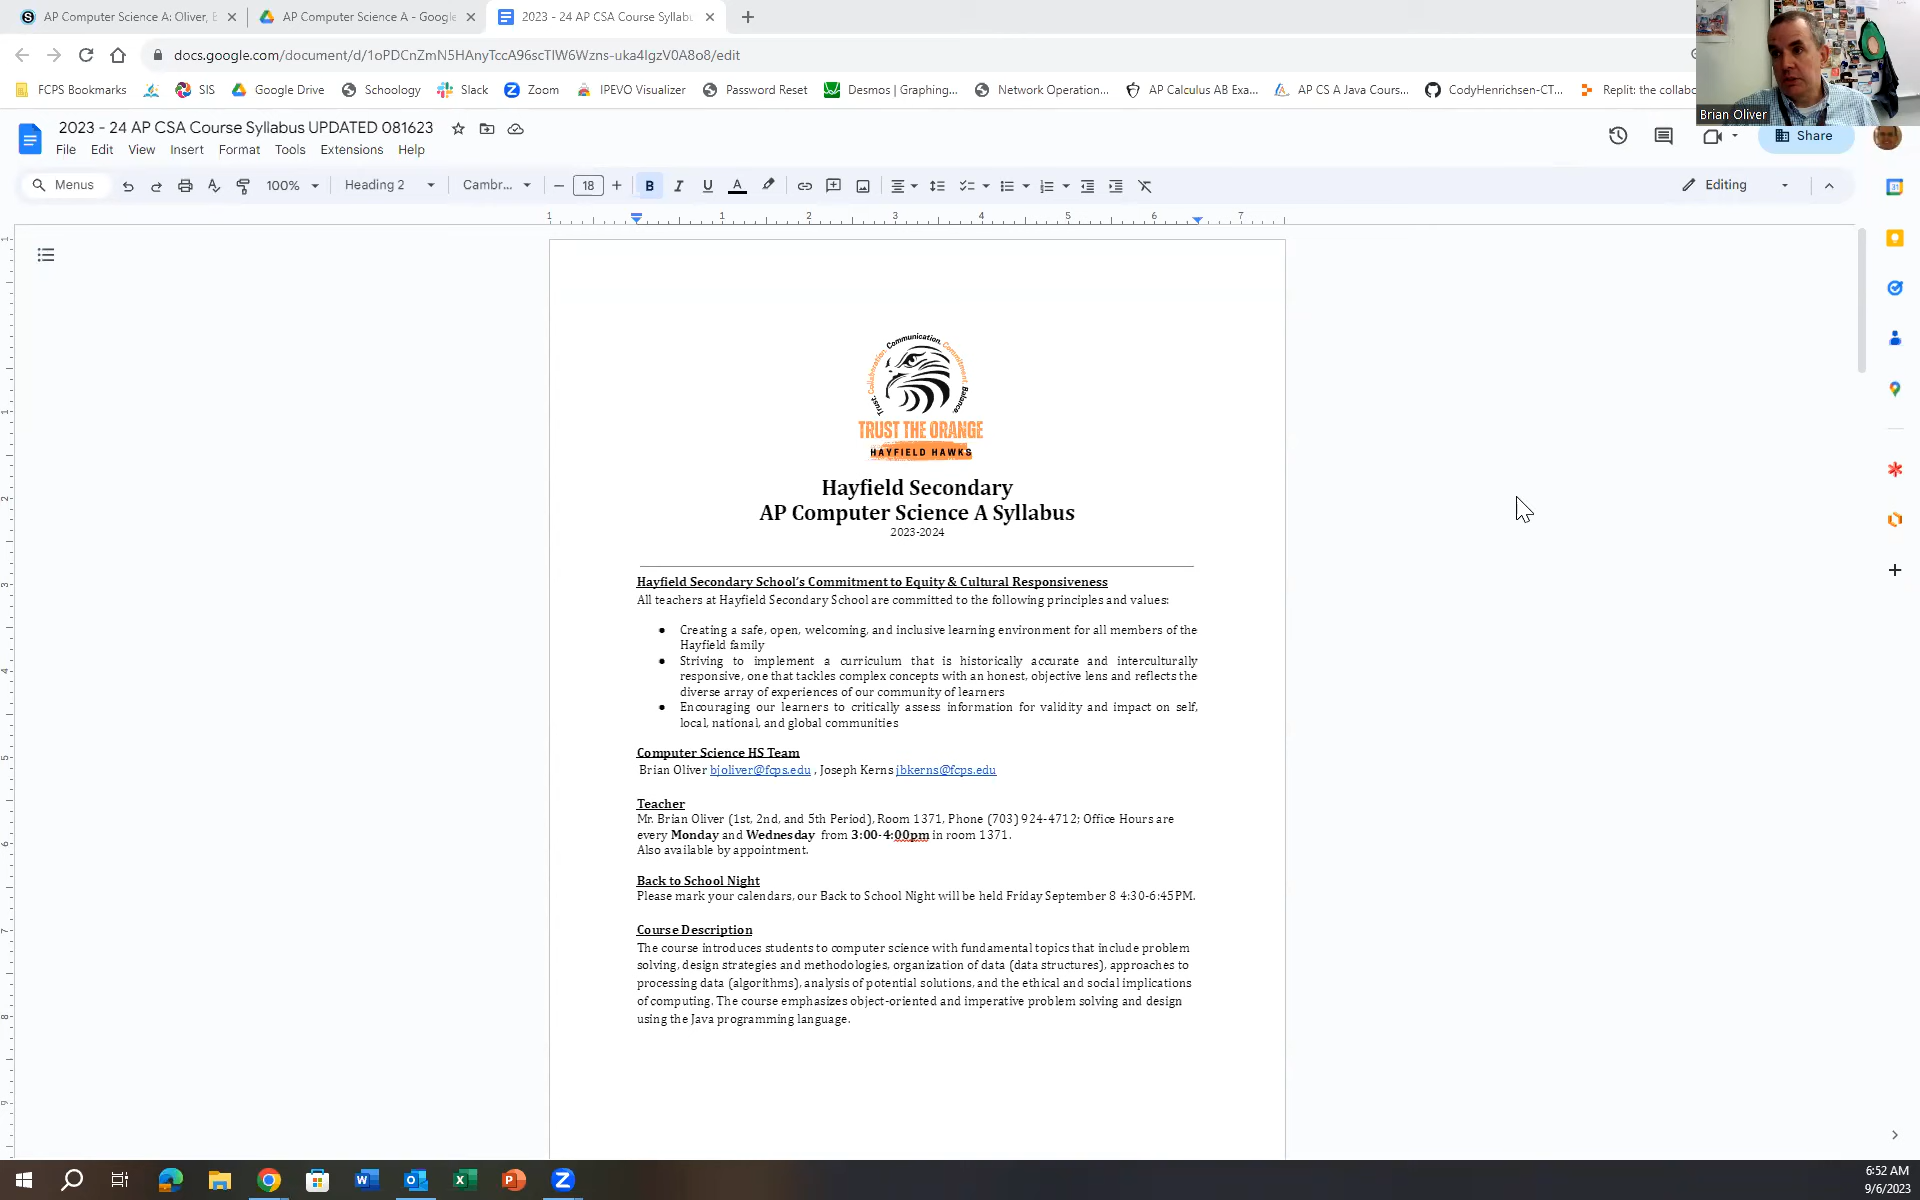 AP Computer Science A: Oliver, B
AP Computer Science A - Google
2023 - 24 AP CSA Course Syllabu
docs.google.com/document/d/1oPDCnZmN5HAnyTccA96scTIW6Wzns-uka4IgzV0A8o8/edit
FCPS Bookmarks
SIS
Google Drive
Schoology
Slack
Zoom
IPEVO Visualizer
Password Reset
Desmos | Graphing...
Network Operation...
AP Calculus AB Exa...
AP CS A Java Cours...
CodyHenrichsen-CT...
Replit: the collabo
Brian Oliver
2023 - 24 AP CSA Course Syllabus UPDATED 081623
Share
File Edit View Insert Format Tools Extensions Help
Menus 100% Heading 2 Cambr... 18 B I U A Editing
1 1 2 3 4 5 6 7
Trust. Collaboration. Communication. Commitment. Balance.
TRUST THE ORANGE
HAYFIELD HAWKS
Hayfield Secondary
AP Computer Science A Syllabus
2023-2024
Hayfield Secondary School's Commitment to Equity & Cultural Responsiveness
All teachers at Hayfield Secondary School are committed to the following principles and values:
● Creating a safe, open, welcoming, and inclusive learning environment for all members of the
Hayfield family
● Striving to implement a curriculum that is historically accurate and interculturally
responsive, one that tackles complex concepts with an honest, objective lens and reflects the
diverse array of experiences of our community of learners
● Encouraging our learners to critically assess information for validity and impact on self,
local, national, and global communities
Computer Science HS Team
Brian Oliver bjoliver@fcps.edu , Joseph Kerns jbkerns@fcps.edu
Teacher
Mr. Brian Oliver (1st, 2nd, and 5th Period), Room 1371, Phone (703) 924-4712; Office Hours are
every Monday and Wednesday from 3:00-4:00pm in room 1371.
Also available by appointment.
Back to School Night
Please mark your calendars, our Back to School Night will be held Friday September 8 4:30-6:45PM.
Course Description
The course introduces students to computer science with fundamental topics that include problem
solving, design strategies and methodologies, organization of data (data structures), approaches to
processing data (algorithms), analysis of potential solutions, and the ethical and social implications
of computing. The course emphasizes object-oriented and imperative problem solving and design
using the Java programming language.
6:52 AM
9/6/2023